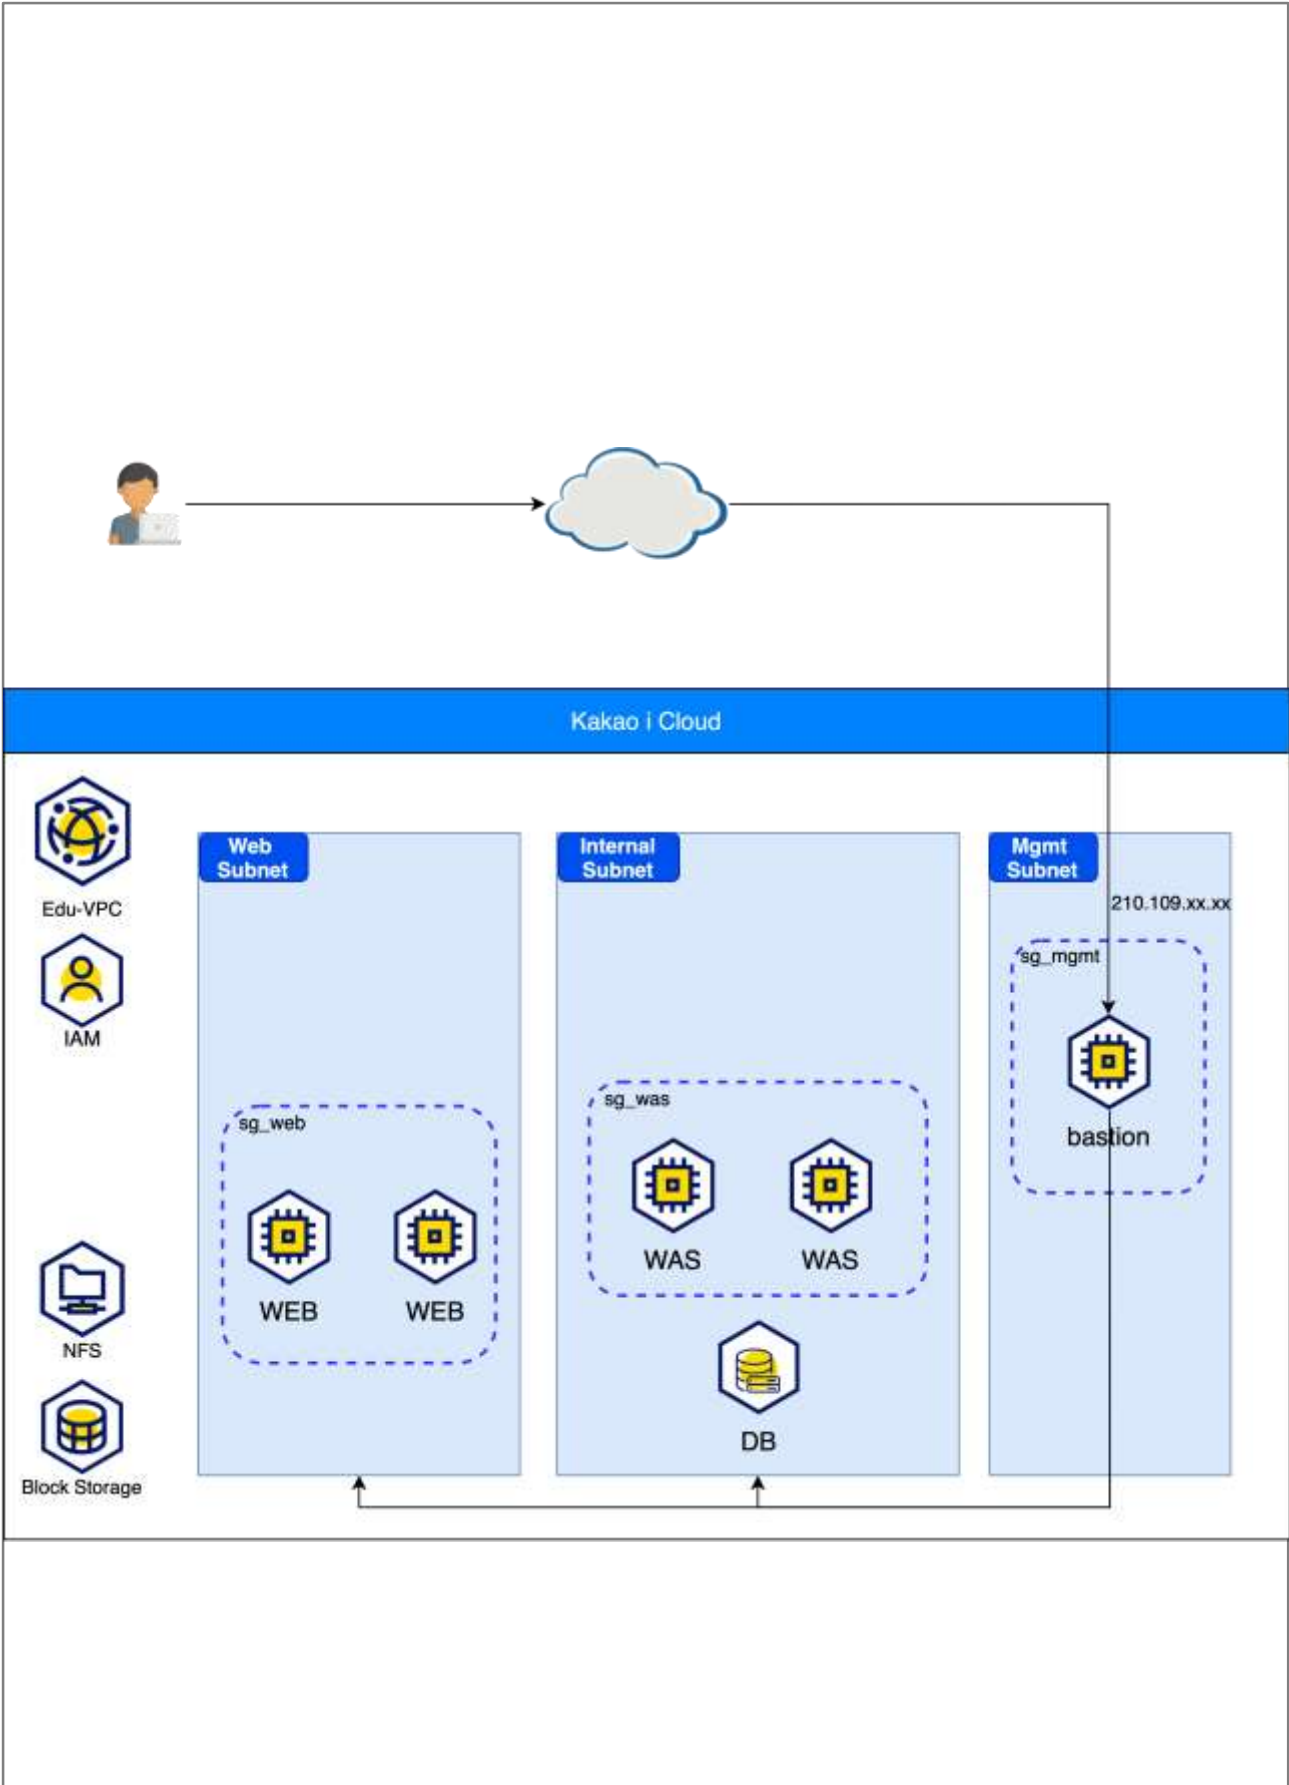 Kakao i Cloud
Edu-VPC
IAM
NFS
Block Storage
Web
Subnet
sg_web
WEB
WEB
Internal
Subnet
sg_was
WAS
WAS
DB
Mgmt
Subnet
210.109.xx.xx
sg_mgmt
bastion